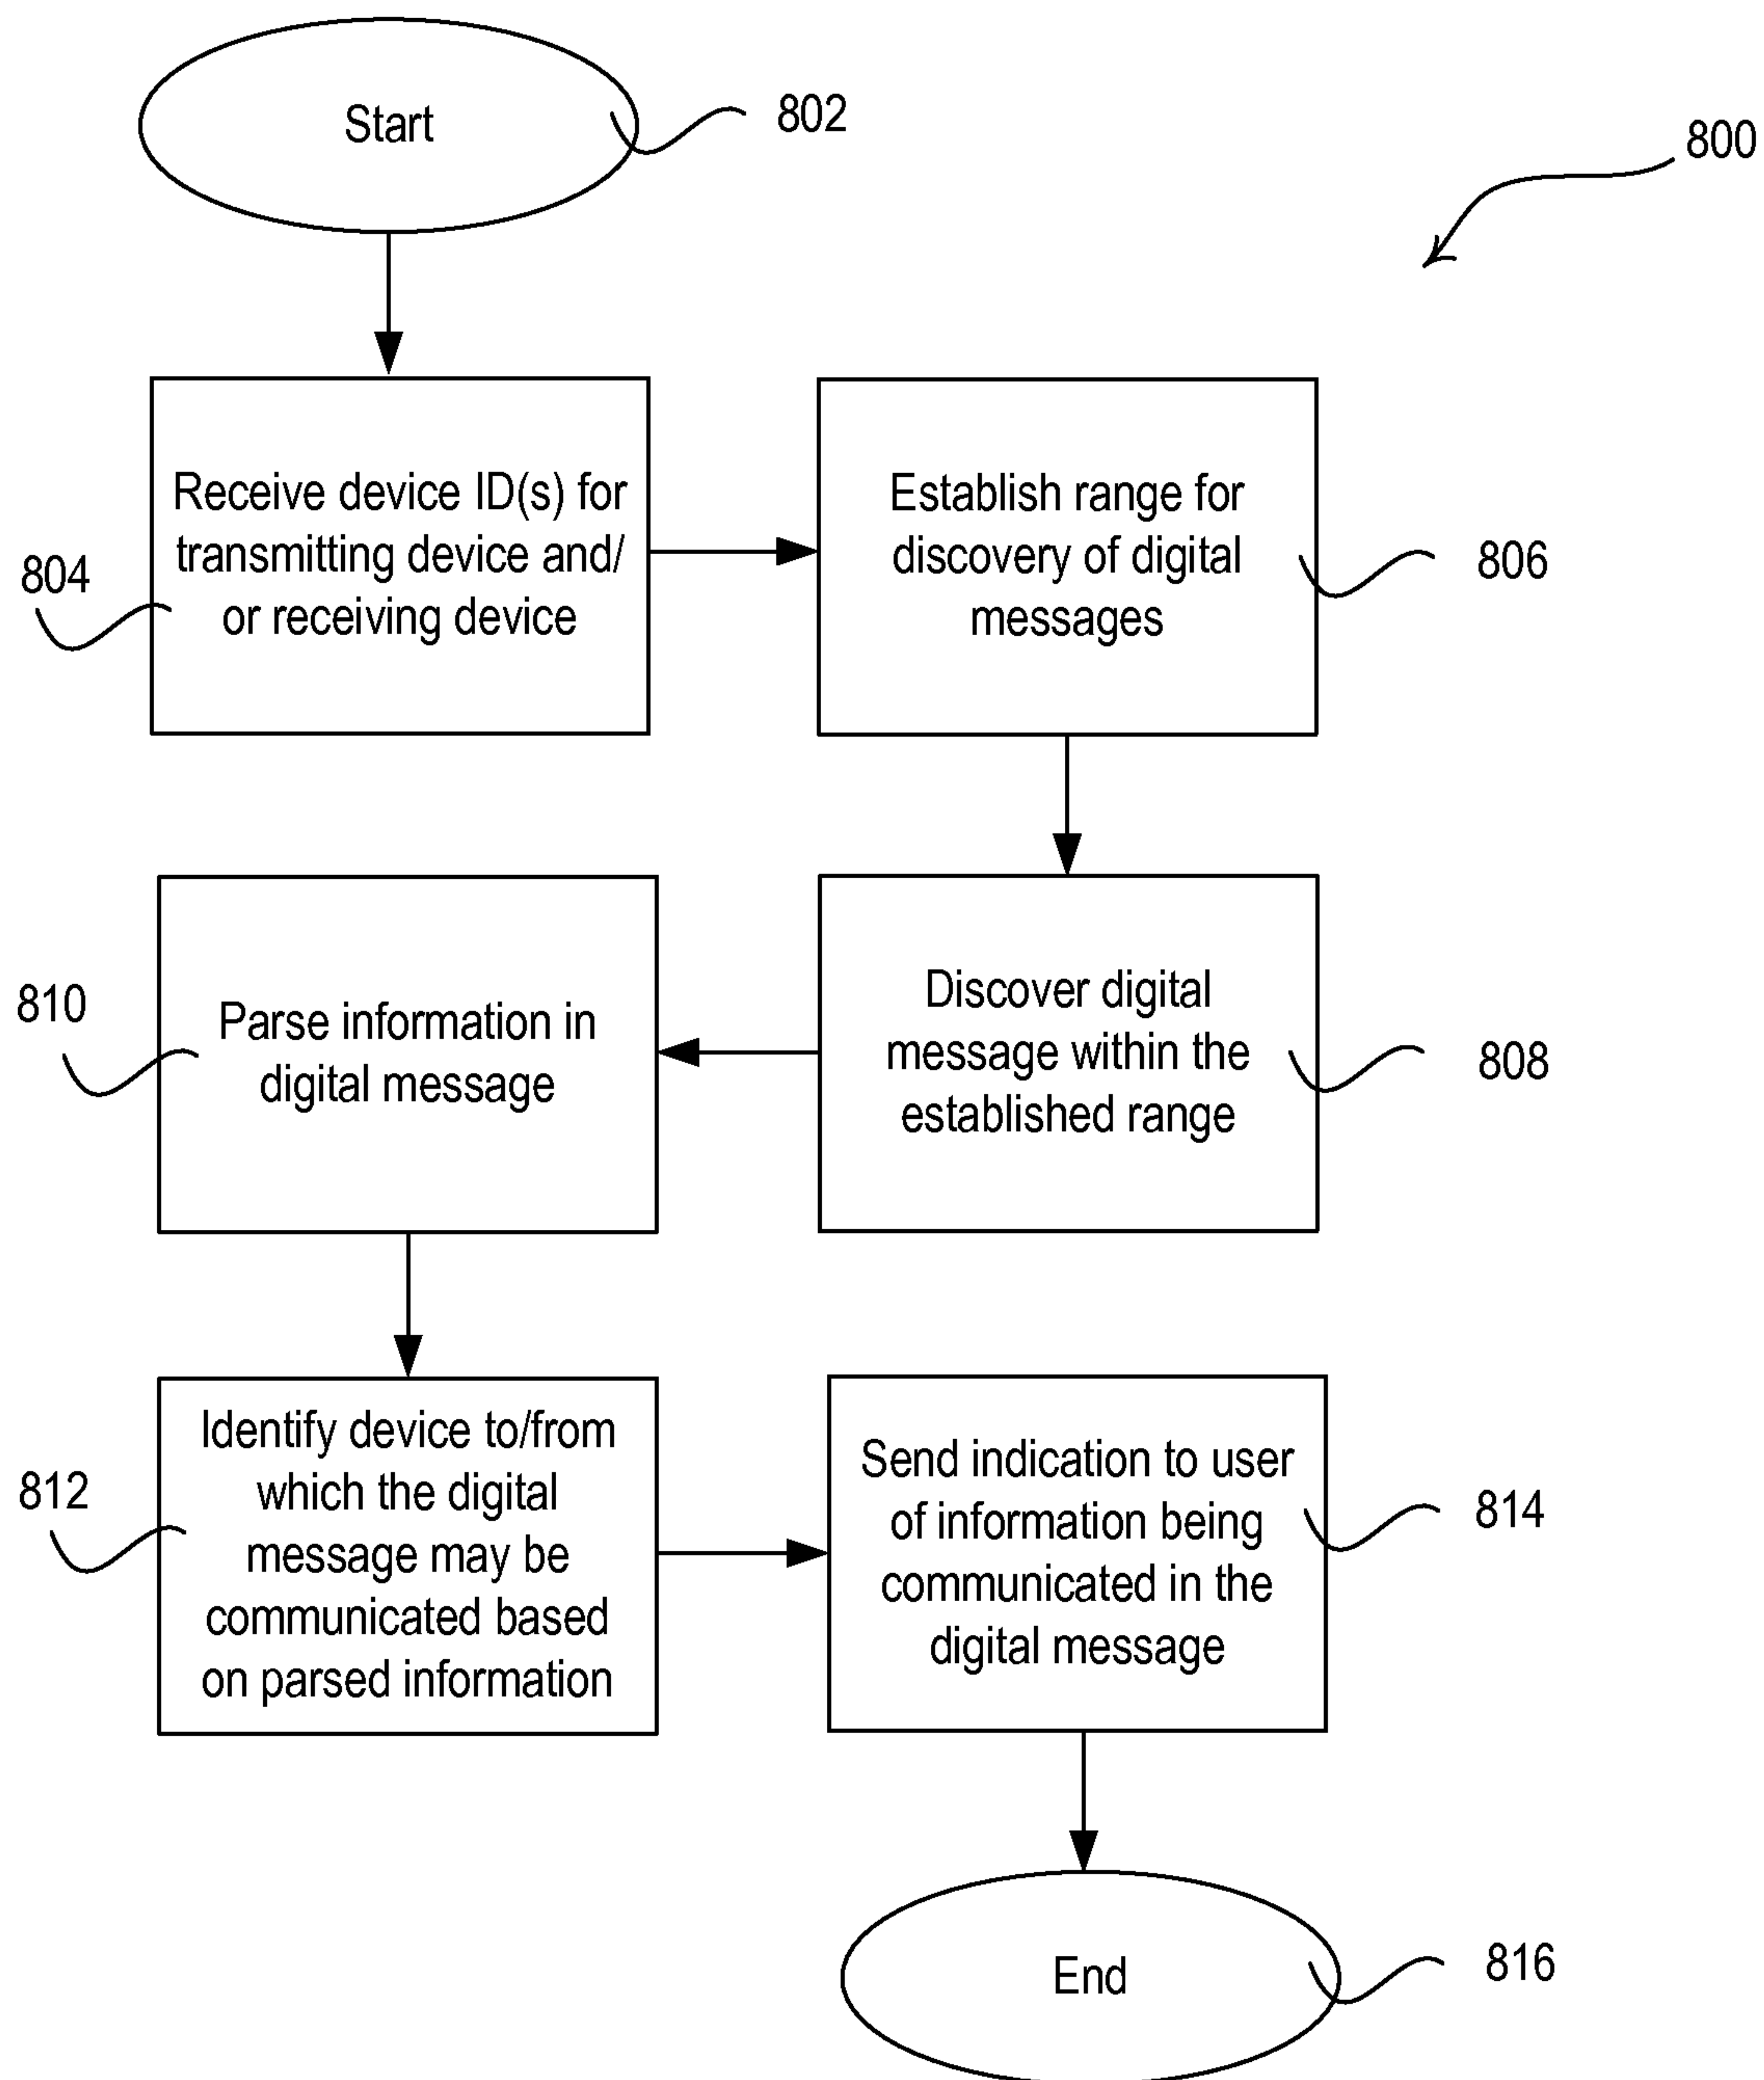 Start
802
800
Receive device ID(s) for
transmitting device and/
or receiving device
804
Establish range for
discovery of digital
messages
806
Discover digital
message within the
established range
808
Parse information in
digital message
810
Identify device to/from
which the digital
message may be
communicated based
on parsed information
812
Send indication to user
of information being
communicated in the
digital message
814
End
816